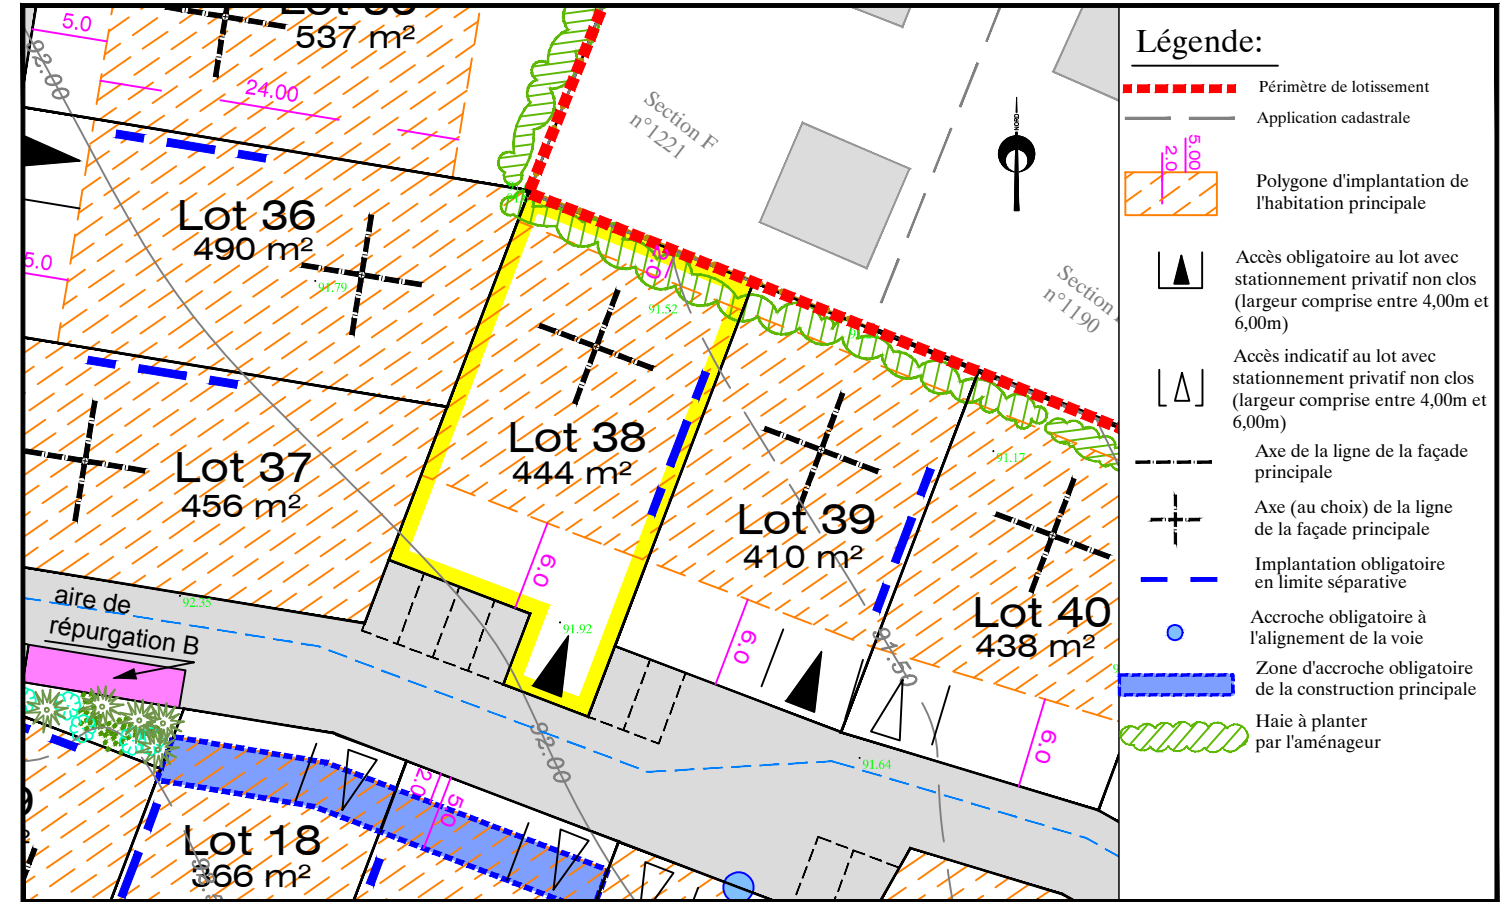 5.0
537 m²
92.00
24.00
Section F
n°1221
NORD
Lot 36
490 m²
91.79
5.0
91.52
Section
n°1190
Lot 38
444 m²
Lot 37
456 m²
91.17
Lot 39
410 m²
6.0
92.35
aire de
répurgation B
91.92
6.0
Lot 40
438 m²
91.50
6.0
92.00
91.64
2.0
5.0
Lot 18
366 m²
Légende:
Périmètre de lotissement
Application cadastrale
2.0
5.00
Polygone d'implantation de
l'habitation principale
Accès obligatoire au lot avec
stationnement privatif non clos
(largeur comprise entre 4,00m et
6,00m)
Accès indicatif au lot avec
stationnement privatif non clos
(largeur comprise entre 4,00m et
6,00m)
Axe de la ligne de la façade
principale
Axe (au choix) de la ligne
de la façade principale
Implantation obligatoire
en limite séparative
Accroche obligatoire à
l'alignement de la voie
Zone d'accroche obligatoire
de la construction principale
Haie à planter
par l'aménageur